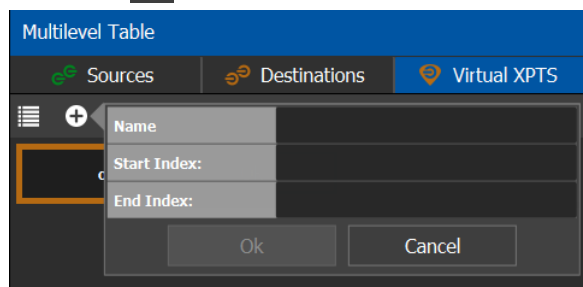 Multilevel Table
Sources Destinations Virtual XPTS
Name
Start Index:
End Index:
Ok Cancel